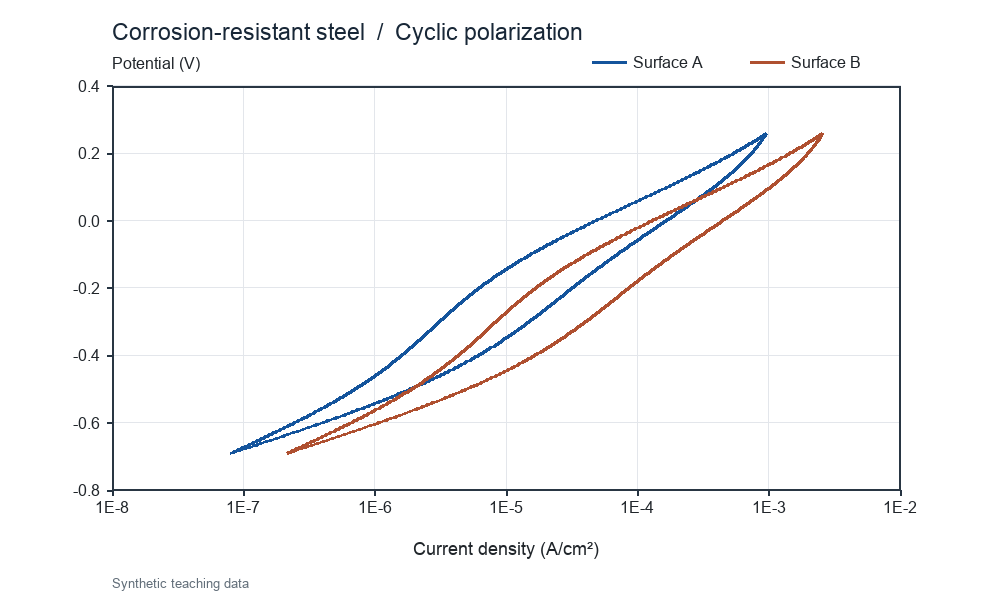 Corrosion-resistant steel / Cyclic polarization
Potential (V)
Surface A
Surface B
0.4
0.2
0.0
-0.2
-0.4
-0.6
-0.8
1E-8
1E-7
1E-6
1E-5
1E-4
1E-3
1E-2
Current density (A/cm²)
Synthetic teaching data